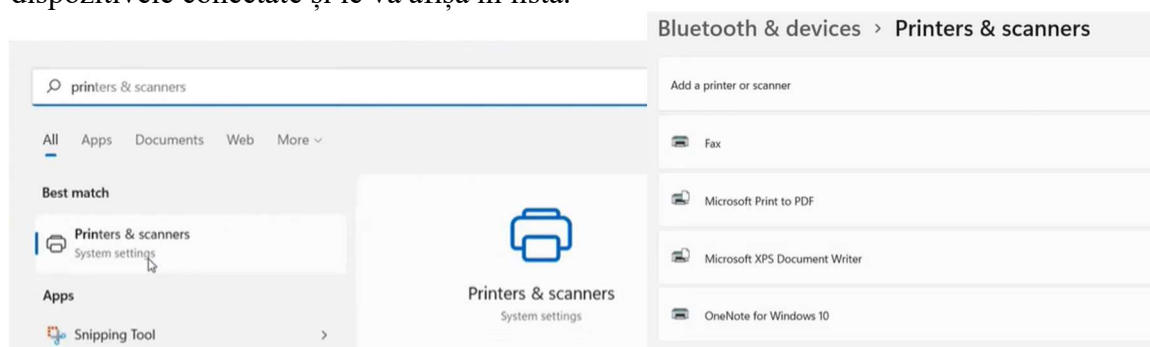 dispozitivele conectate și le va afișa în listă.
printers & scanners
All Apps Documents Web More
Best match
Printers & scanners
System settings
Apps
Snipping Tool
Printers & scanners
System settings
Bluetooth & devices > Printers & scanners
Add a printer or scanner
Fax
Microsoft Print to PDF
Microsoft XPS Document Writer
OneNote for Windows 10